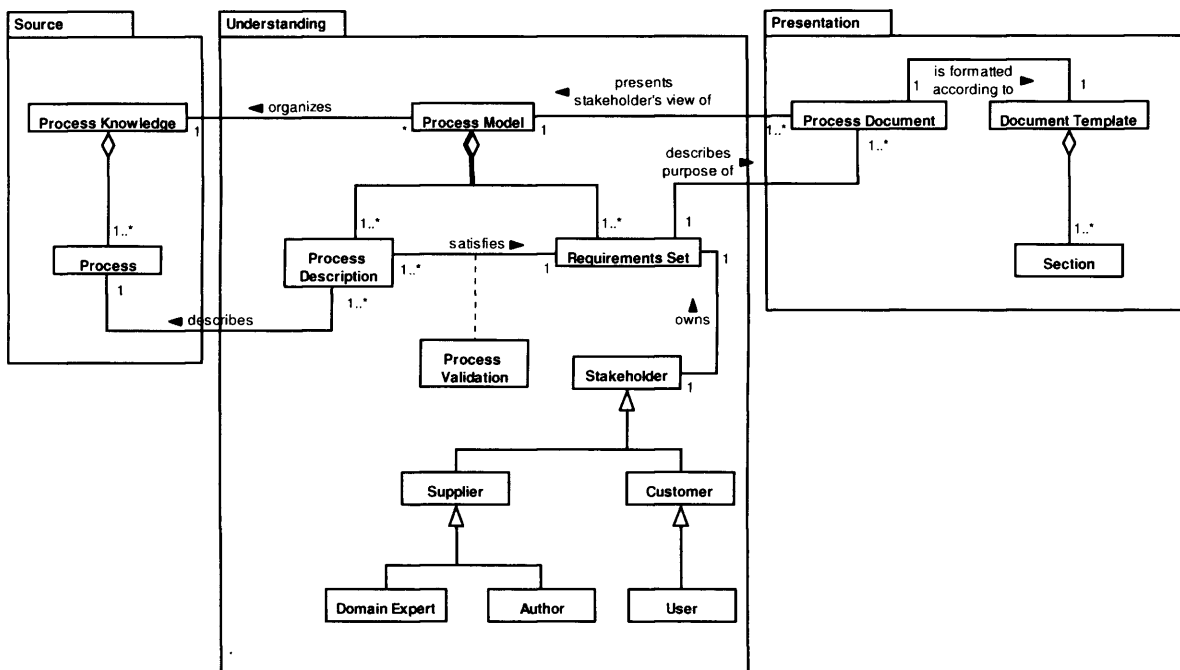 Source
Understanding
Presentation
presents
stakeholder's view of
is formatted
according to
1
1
organizes
Process Knowledge
1
*
Process Model
1
1..*
Process Document
Document Template
describes
purpose of
1..*
1..*
1..*
1..*
1
1..*
Process
Process
Description
satisfies
1..*
1
Requirements Set
1
Section
1
1..*
describes
owns
Process
Validation
Stakeholder
1
Supplier
Customer
Domain Expert
Author
User